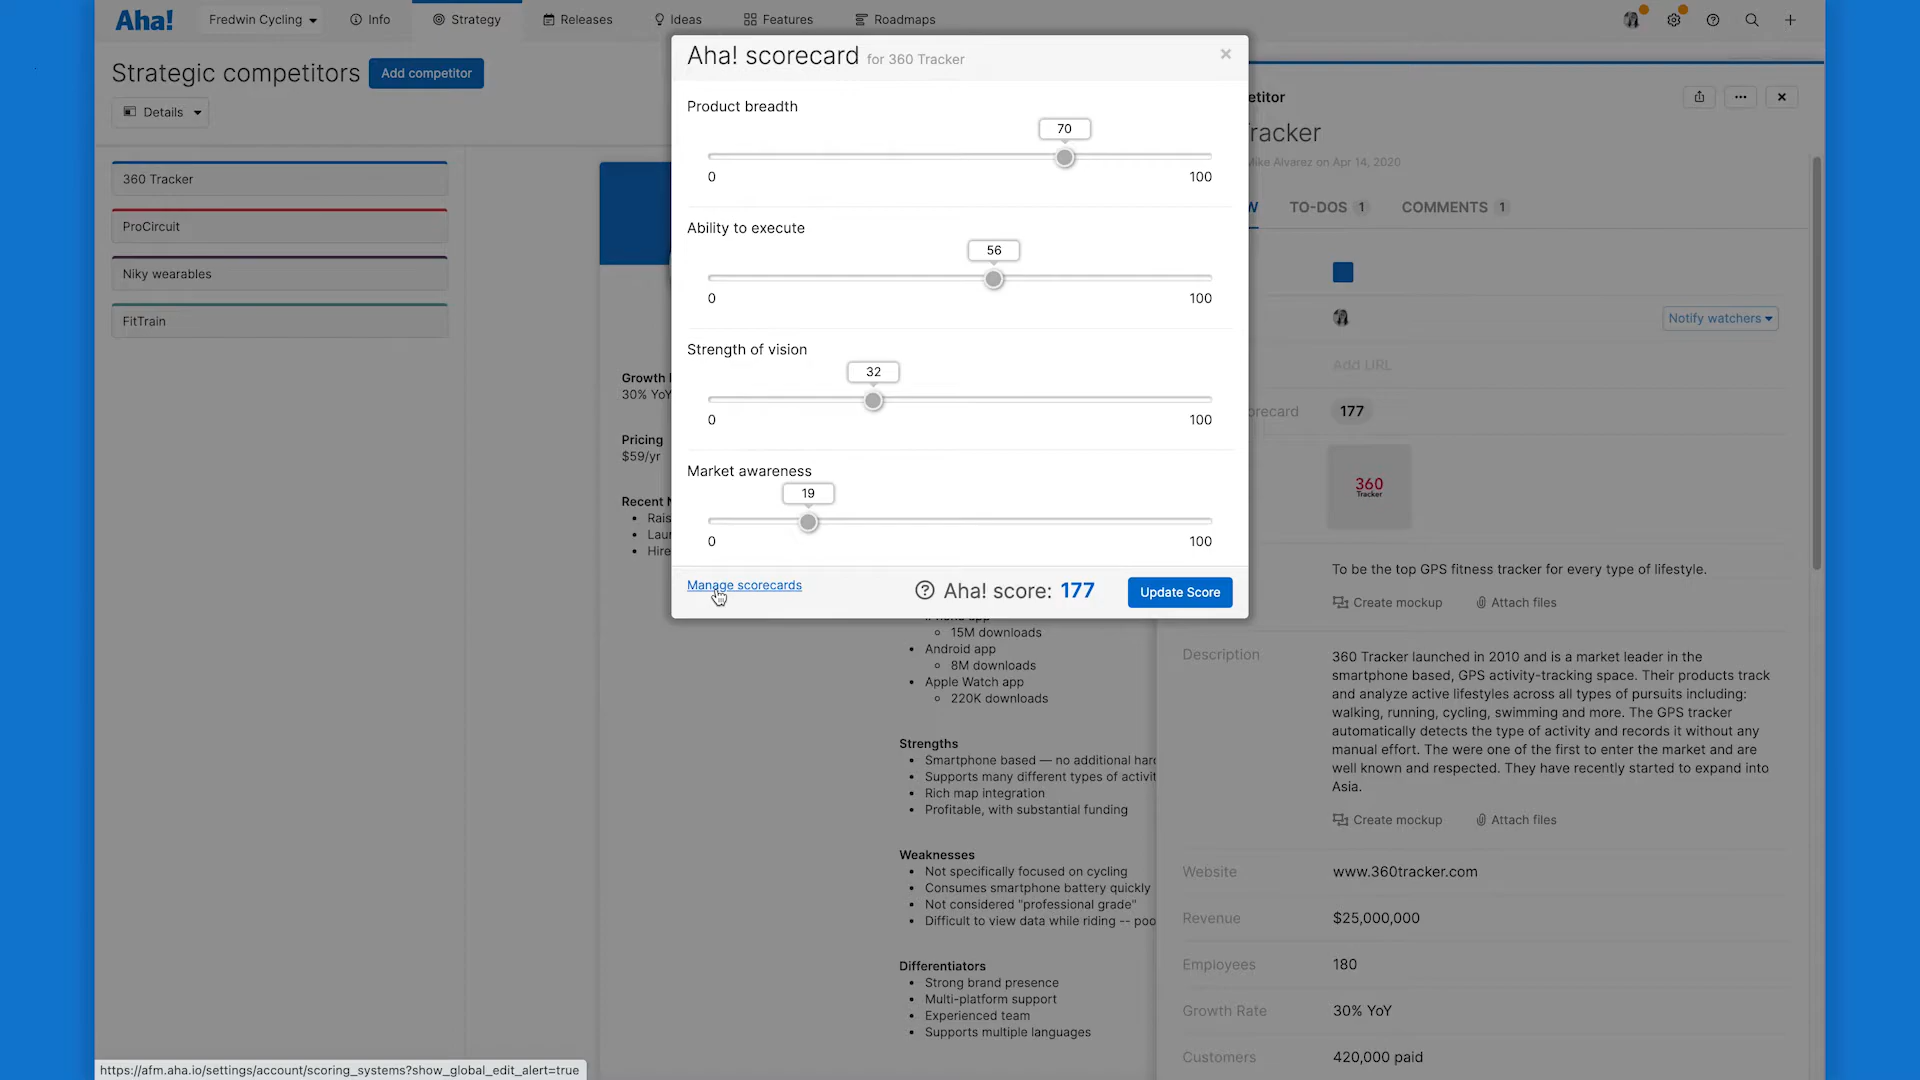 Aha!
Fredwin Cycling
Info
Strategy
Releases
Ideas
Features
Roadmaps
Strategic competitors
Add competitor
Details
360 Tracker
ProCircuit
Niky wearables
FitTrain
Aha! scorecard for 360 Tracker
Product breadth
70
0 100
Ability to execute
56
0 100
Strength of vision
32
0 100
Market awareness
19
0 100
Manage scorecards
Aha! score: 177
Update Score
Growth
30% YoY
Pricing
$59/yr
Recent
15M downloads
Android app
8M downloads
Apple Watch app
220K downloads
Strengths
Smartphone based — no additional
Supports many different types of
Rich map integration
Profitable, with substantial funding
Weaknesses
Not specifically focused on cycling
Consumes smartphone battery quickly
Not considered "professional grade"
Difficult to view data while riding --
Differentiators
Strong brand presence
Multi-platform support
Experienced team
Supports multiple languages
Mike Alvarez on Apr 14, 2020
TO-DOS 1
COMMENTS 1
Notify watchers
Add URL
177
360
Tracker
To be the top GPS fitness tracker for every type of lifestyle.
Create mockup
Attach files
Description
360 Tracker launched in 2010 and is a market leader in the
smartphone based, GPS activity-tracking space. Their products track
and analyze active lifestyles across all types of pursuits including:
walking, running, cycling, swimming and more. The GPS tracker
automatically detects the type of activity and records it without any
manual effort. The were one of the first to enter the market and are
well known and respected. They have recently started to expand into
Asia.
Create mockup
Attach files
Website
www.360tracker.com
Revenue
$25,000,000
Employees
180
Growth Rate
30% YoY
Customers
420,000 paid
https://afm.aha.io/settings/account/scoring_systems?show_global_edit_alert=true